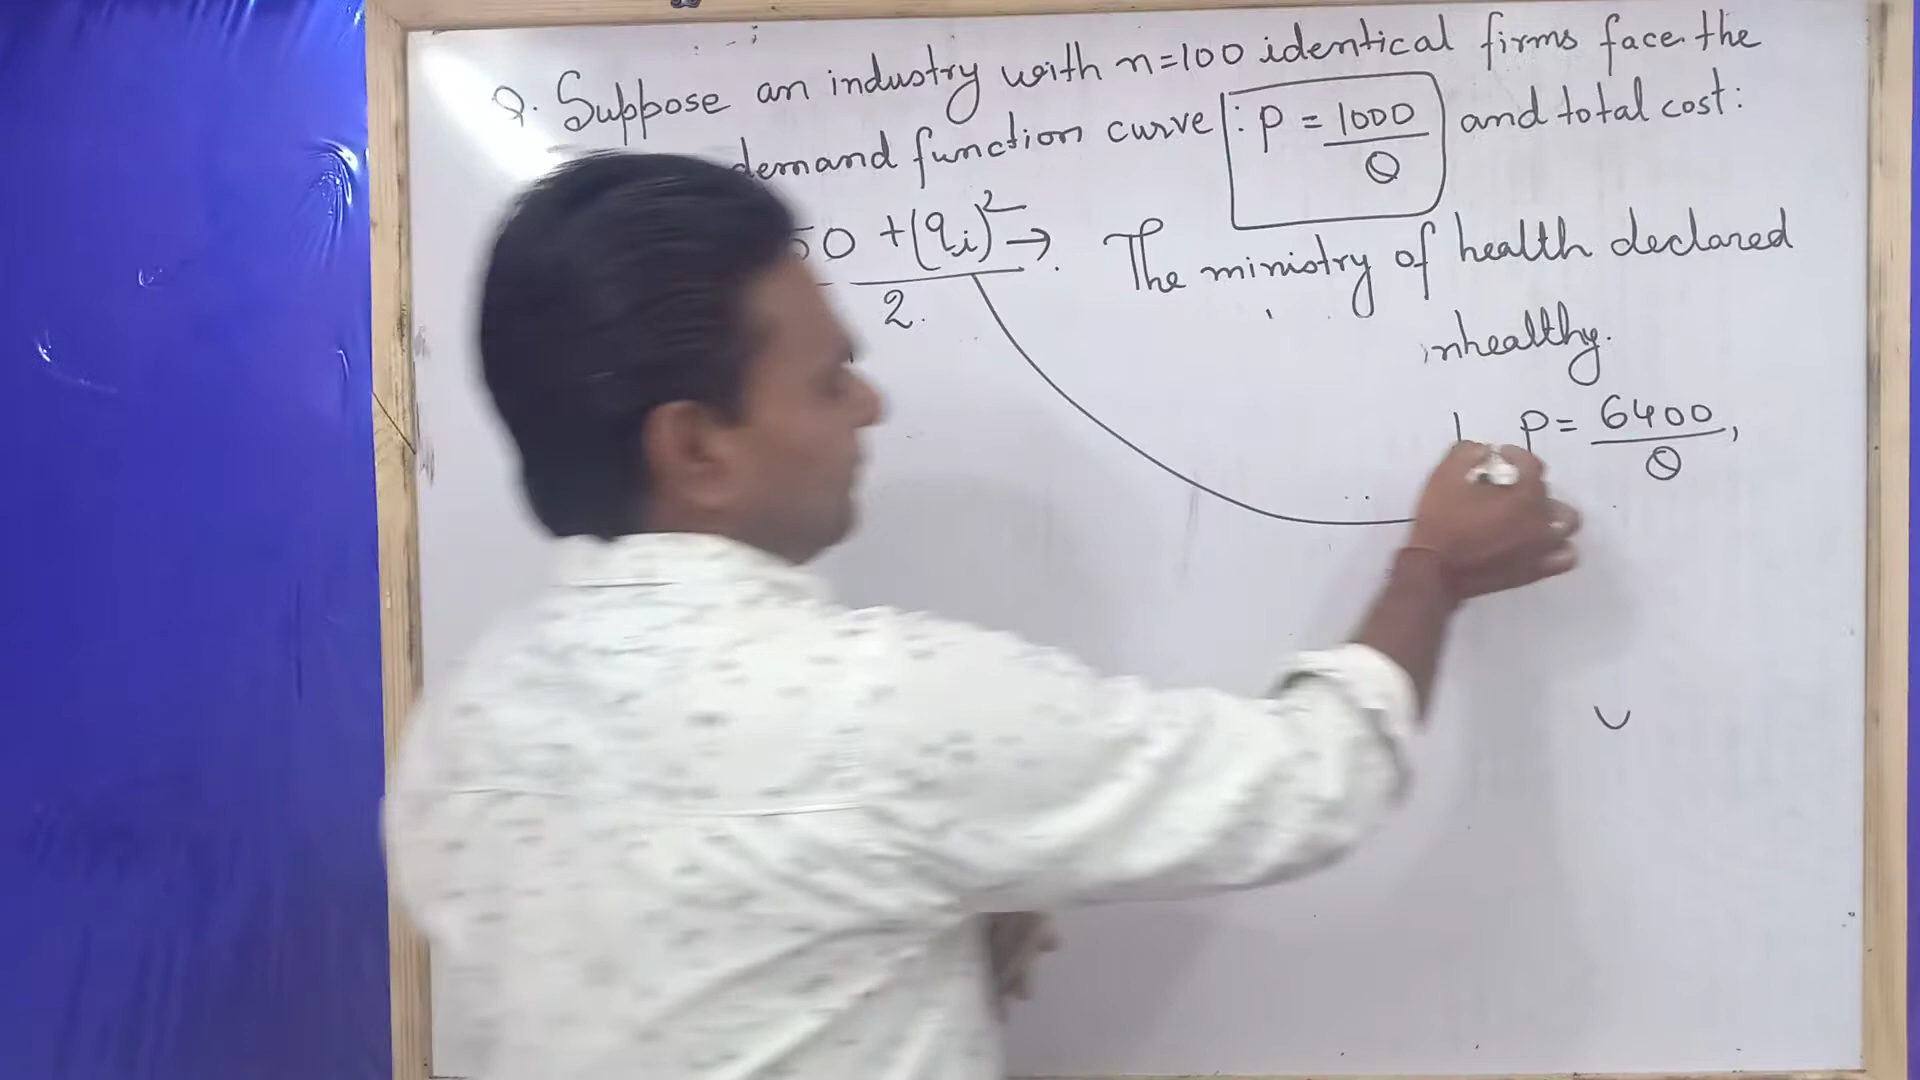 Q. Suppose an industry with n=100 identical firms face the
demand function curve : P = 1000/Q and total cost:
50 + (qi)²/2. → The ministry of health declared
nhealthy.
P = 6400/Q,